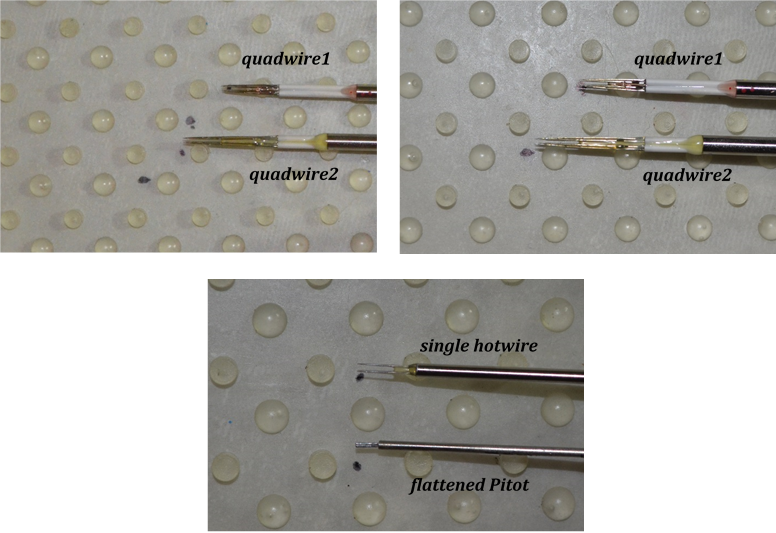 quadwire1
quadwire2
quadwire1
quadwire2
single hotwire
flattened Pitot